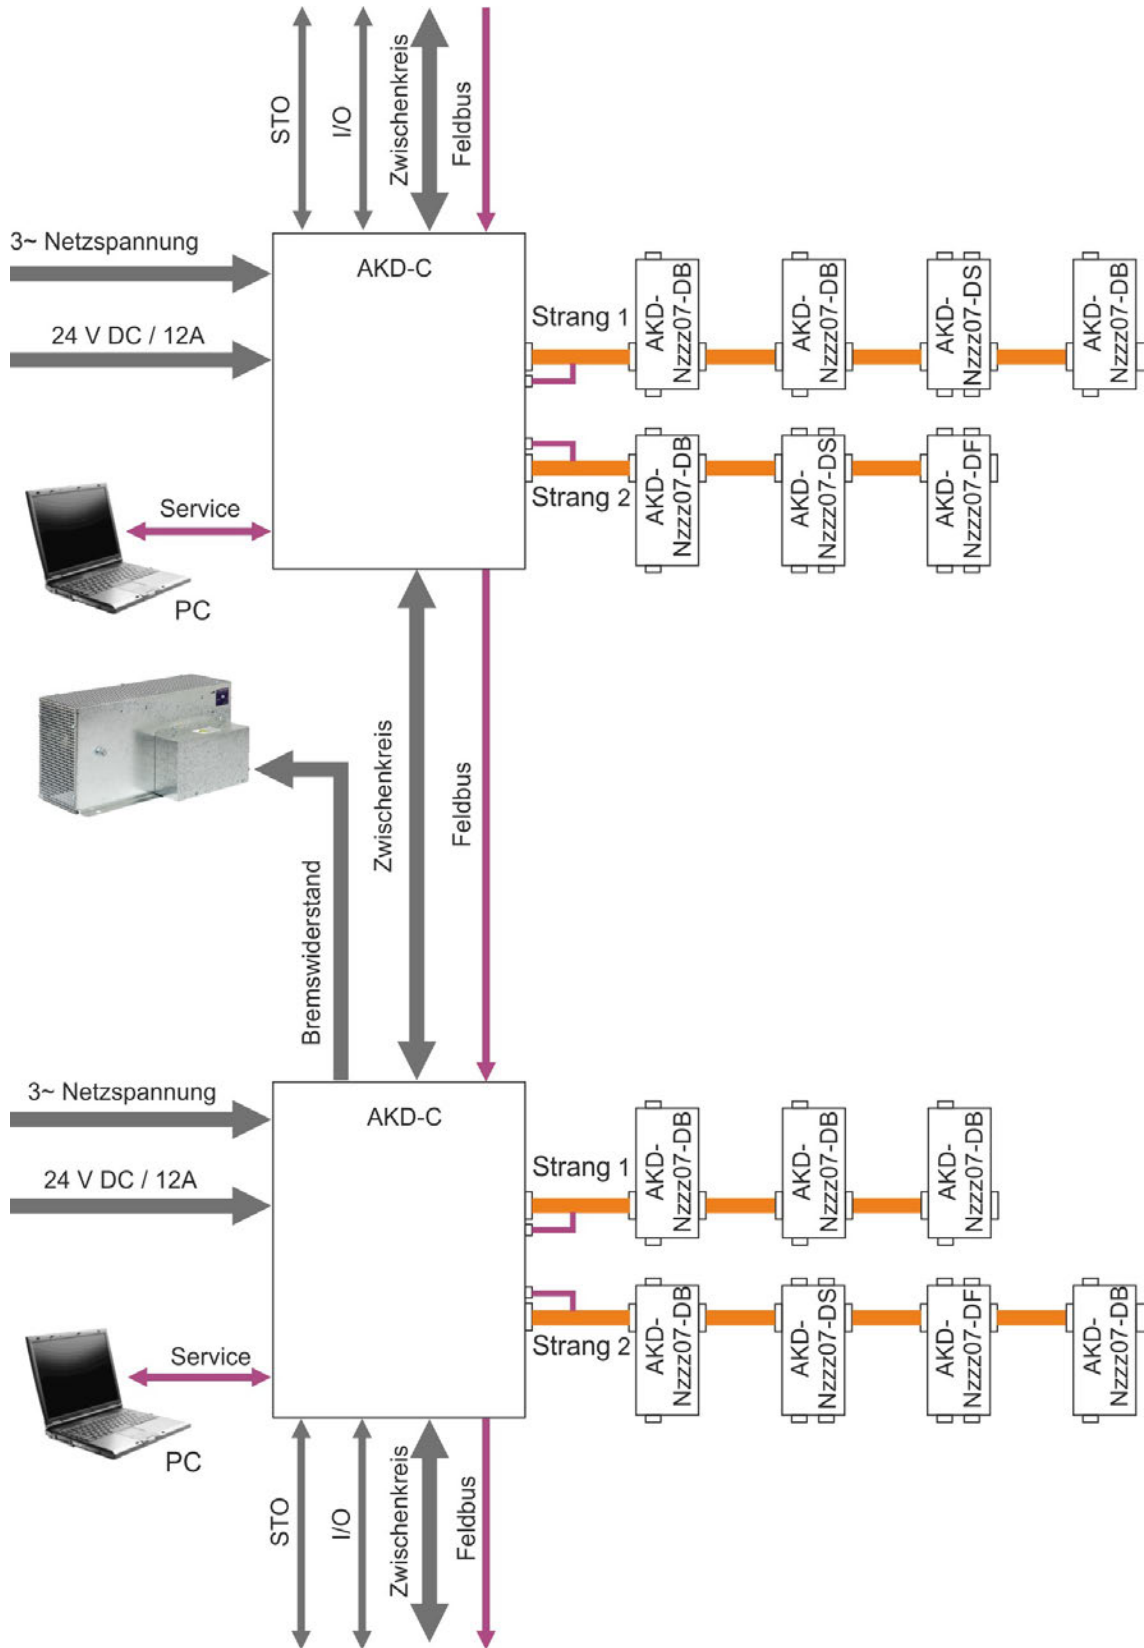 STO
I/O
Zwischenkreis
Feldbus
3~ Netzspannung
24 V DC / 12A
AKD-C
Strang 1
AKD-
Nzzz07-DB
AKD-
Nzzz07-DB
AKD-
Nzzz07-DS
AKD-
Nzzz07-DB
Strang 2
AKD-
Nzzz07-DB
AKD-
Nzzz07-DS
AKD-
Nzzz07-DF
Service
PC
Zwischenkreis
Feldbus
Bremswiderstand
3~ Netzspannung
24 V DC / 12A
AKD-C
Strang 1
AKD-
Nzzz07-DB
AKD-
Nzzz07-DB
AKD-
Nzzz07-DB
Strang 2
AKD-
Nzzz07-DB
AKD-
Nzzz07-DS
AKD-
Nzzz07-DF
AKD-
Nzzz07-DB
Service
PC
STO
I/O
Zwischenkreis
Feldbus